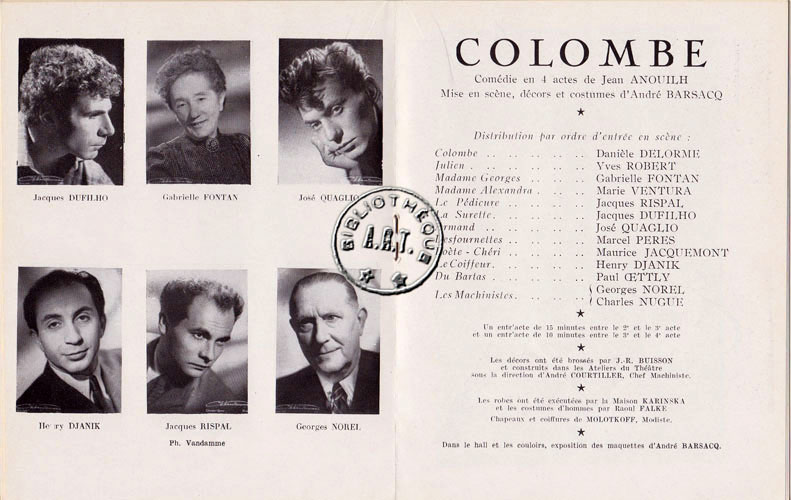 Jacques DUFILHO
Gabrielle FONTAN
José QUAGLIO
Henry DJANIK
Jacques RISPAL
Georges NOREL
Ph. Vandamme
BIBLIOTHÈQUE
A.R.T.
COLOMBE
Comédie en 4 actes de Jean ANOUILH
Mise en scène, décors et costumes d'André BARSACQ
Distribution par ordre d'entrée en scène :
Colombe .. .. .. .. .. Danièle DELORME
Julien .. .. .. .. .. .. Yves ROBERT
Madame Georges .. .. .. Gabrielle FONTAN
Madame Alexandra . .. .. Marie VENTURA
Le Pédicure .. .. .. .. Jacques RISPAL
La Surette. .. .. .. .. Jacques DUFILHO
Armand .. .. .. .. .. José QUAGLIO
Desfournettes .. .. .. .. Marcel PERES
Poète - Chéri .. .. .. .. Maurice JACQUEMONT
Le Coiffeur. .. .. .. .. Henry DJANIK
Du Bartas .. .. .. .. .. Paul ŒTTLY
Les Machinistes. .. .. .. Georges NOREL
Charles NUGUE
Un entr'acte de 15 minutes entre le 2e et le 3e acte
et un entr'acte de 10 minutes entre le 3e et le 4e acte
Les décors ont été brossés par J.-R. BUISSON
et construits dans les Ateliers du Théâtre
sous la direction d'André COURTILLER, Chef Machiniste.
Les robes ont été exécutées par la Maison KARINSKA
et les costumes d'hommes par Raoul FALKE
Chapeaux et coiffures de MOLOTKOFF, Modiste.
Dans le hall et les couloirs, exposition des maquettes d'André BARSACQ.